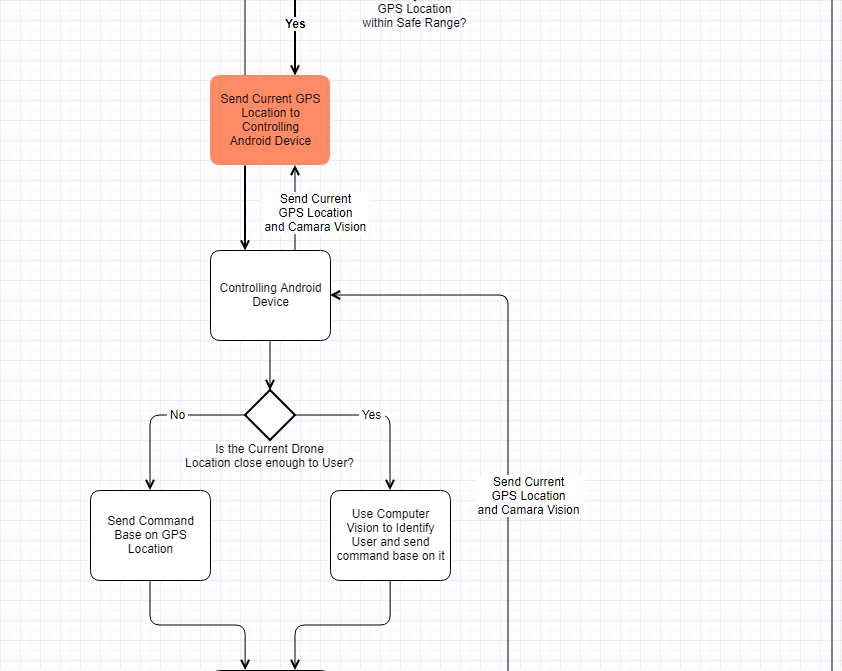 GPS Location
within Safe Range?
Yes
Send Current GPS
Location to
Controlling
Android Device
Send Current
GPS Location
and Camara Vision
Controlling Android
Device
No
Yes
Is the Current Drone
Location close enough to User?
Send Current
GPS Location
and Camara Vision
Send Command
Base on GPS
Location
Use Computer
Vision to Identify
User and send
command base on it